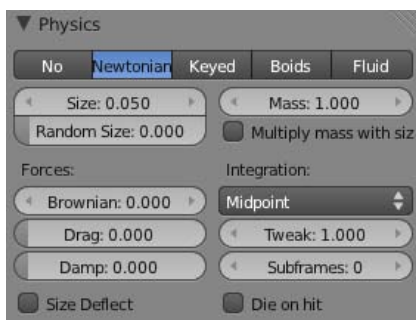 Physics
No Newtonian Keyed Boids Fluid
Size: 0.050 Mass: 1.000
Random Size: 0.000 Multiply mass with siz
Forces: Integration:
Brownian: 0.000 Midpoint
Drag: 0.000 Tweak: 1.000
Damp: 0.000 Subframes: 0
Size Deflect Die on hit